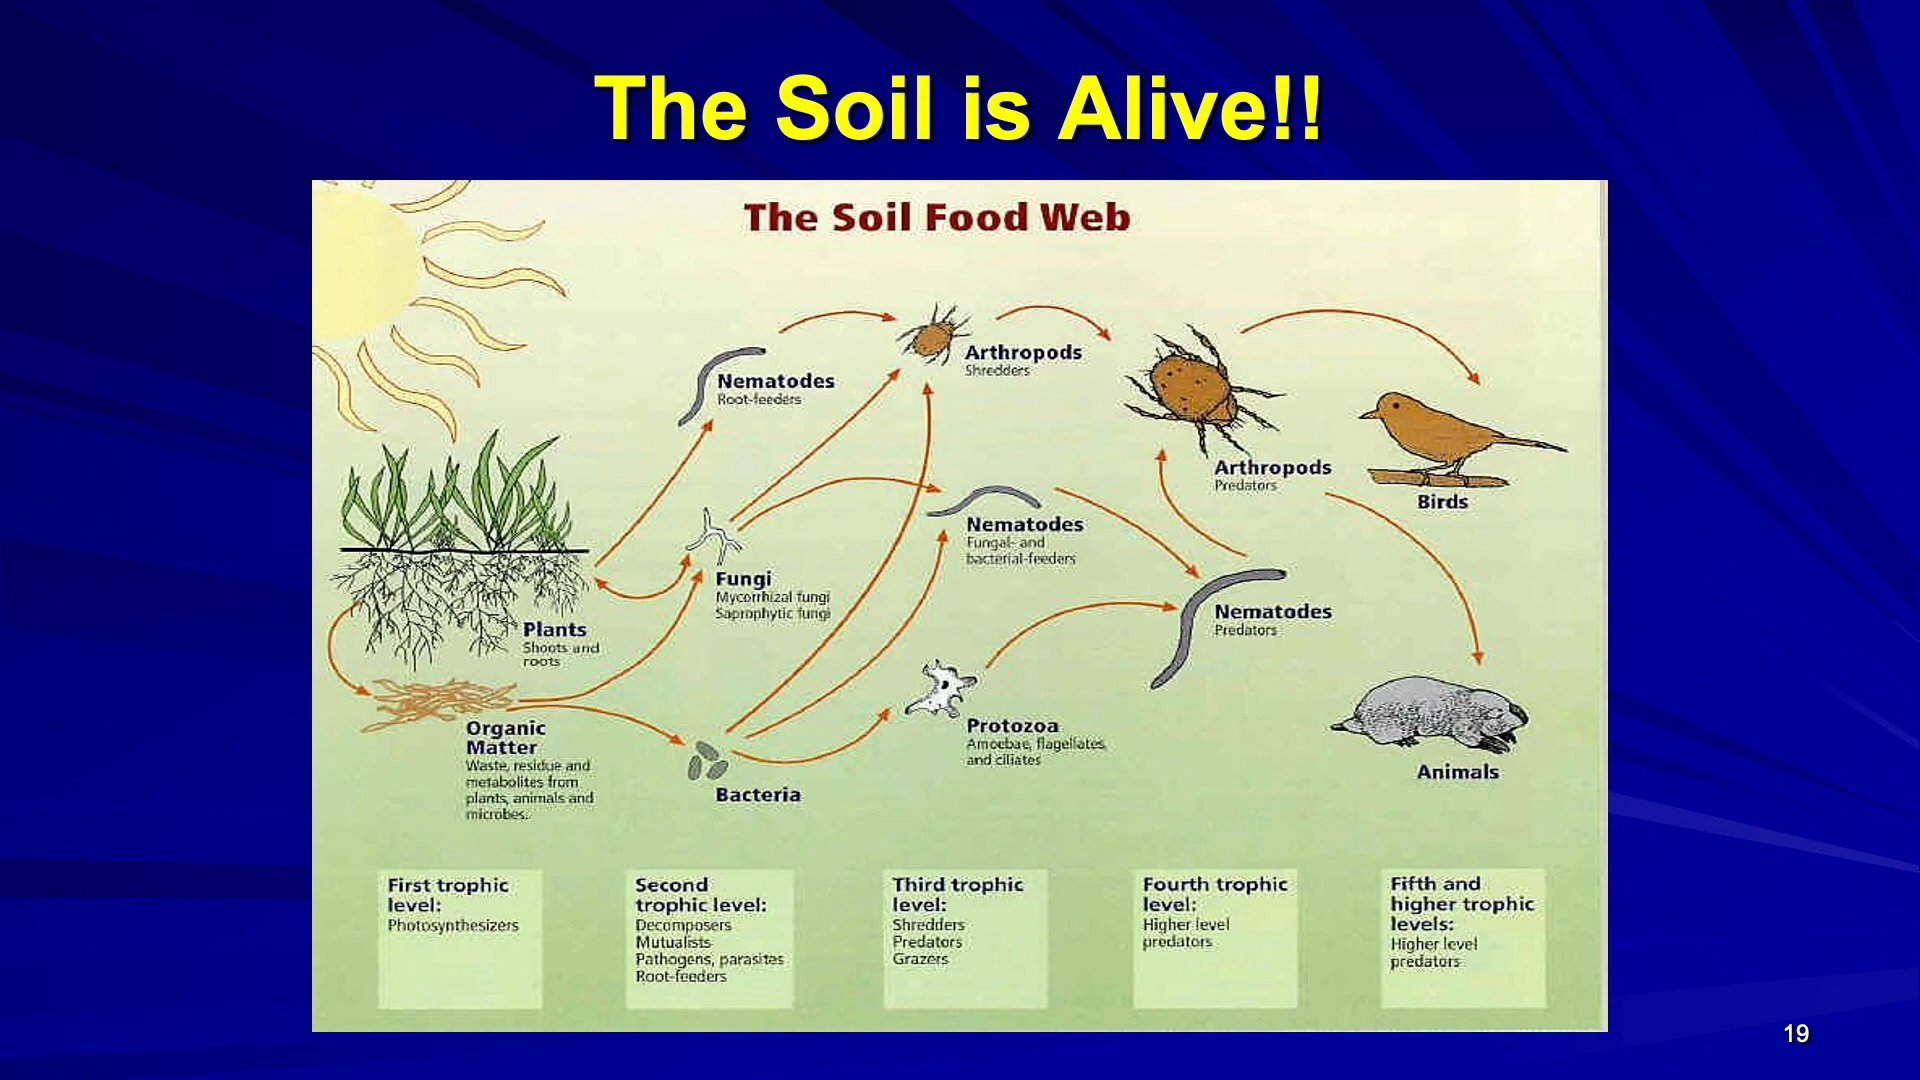 The Soil is Alive!!
The Soil Food Web
Nematodes
Root-feeders
Arthropods
Shredders
Arthropods
Predators
Birds
Nematodes
Fungal- and
bacterial-feeders
Fungi
Mycorrhizal fungi
Saprophytic fungi
Nematodes
Predators
Plants
Shoots and
roots
Organic
Matter
Waste, residue and
metabolites from
plants, animals and
microbes.
Bacteria
Protozoa
Amoebae, flagellates,
and ciliates
Animals
First trophic
level:
Photosynthesizers
Second
trophic level:
Decomposers
Mutualists
Pathogens, parasites
Root-feeders
Third trophic
level:
Shredders
Predators
Grazers
Fourth trophic
level:
Higher level
predators
Fifth and
higher trophic
levels:
Higher level
predators
19